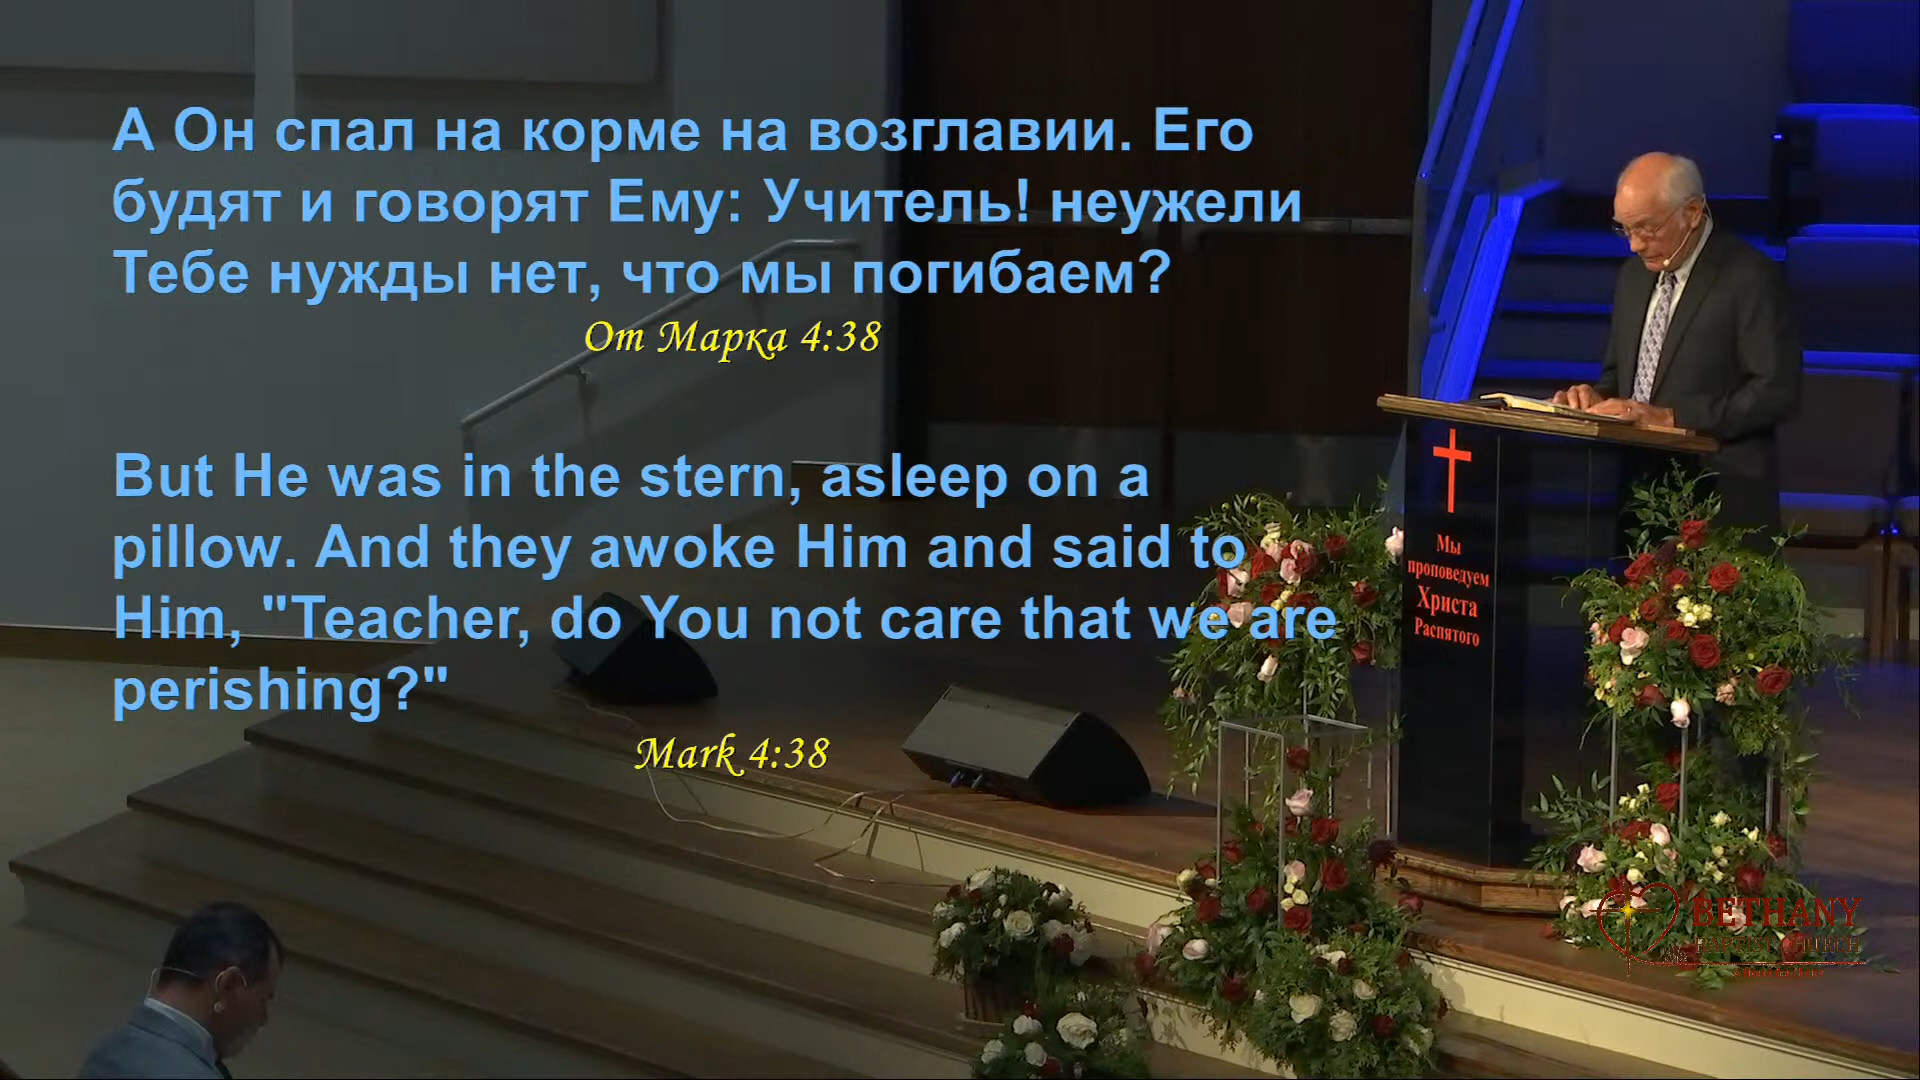 А Он спал на корме на возглавии. Его
будят и говорят Ему: Учитель! неужели
Тебе нужды нет, что мы погибаем?
От Марка 4:38
But He was in the stern, asleep on a
pillow. And they awoke Him and said to
Him, "Teacher, do You not care that we are
perishing?"
Mark 4:38
Мы
проповедуем
Христа
Распятого
BETHANY
BAPTIST CHURCH